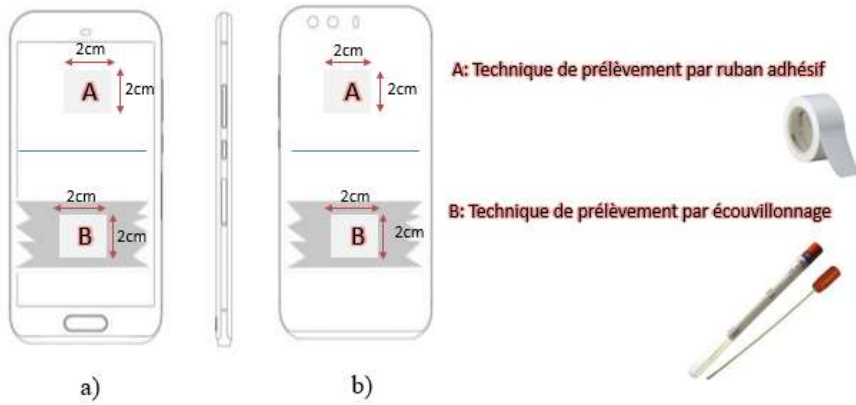 2cm
A
2cm
2cm
A
2cm
A: Technique de prélèvement par ruban adhésif
2cm
B
2cm
2cm
B
2cm
B: Technique de prélèvement par écouvillonnage
a)
b)